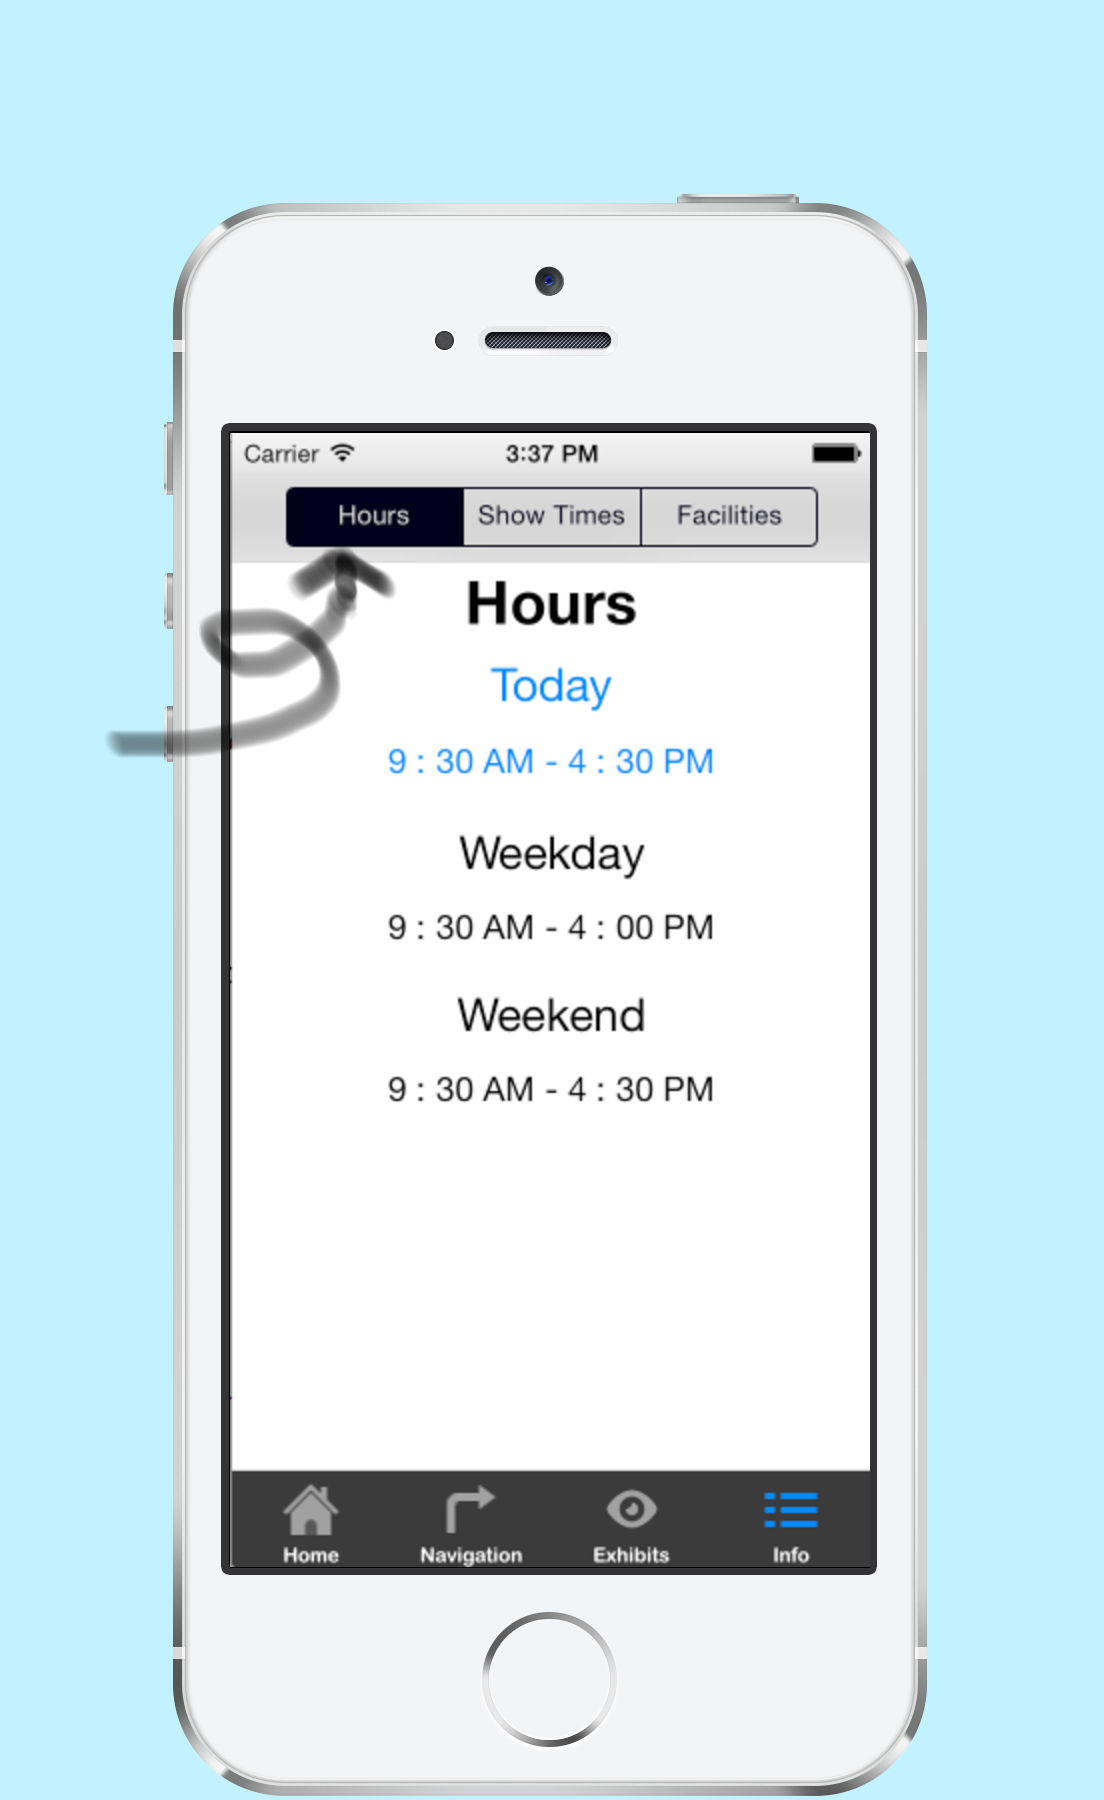 Carrier 3:37 PM
Hours Show Times Facilities
Hours
Today
9 : 30 AM - 4 : 30 PM
Weekday
9 : 30 AM - 4 : 00 PM
Weekend
9 : 30 AM - 4 : 30 PM
Home Navigation Exhibits Info